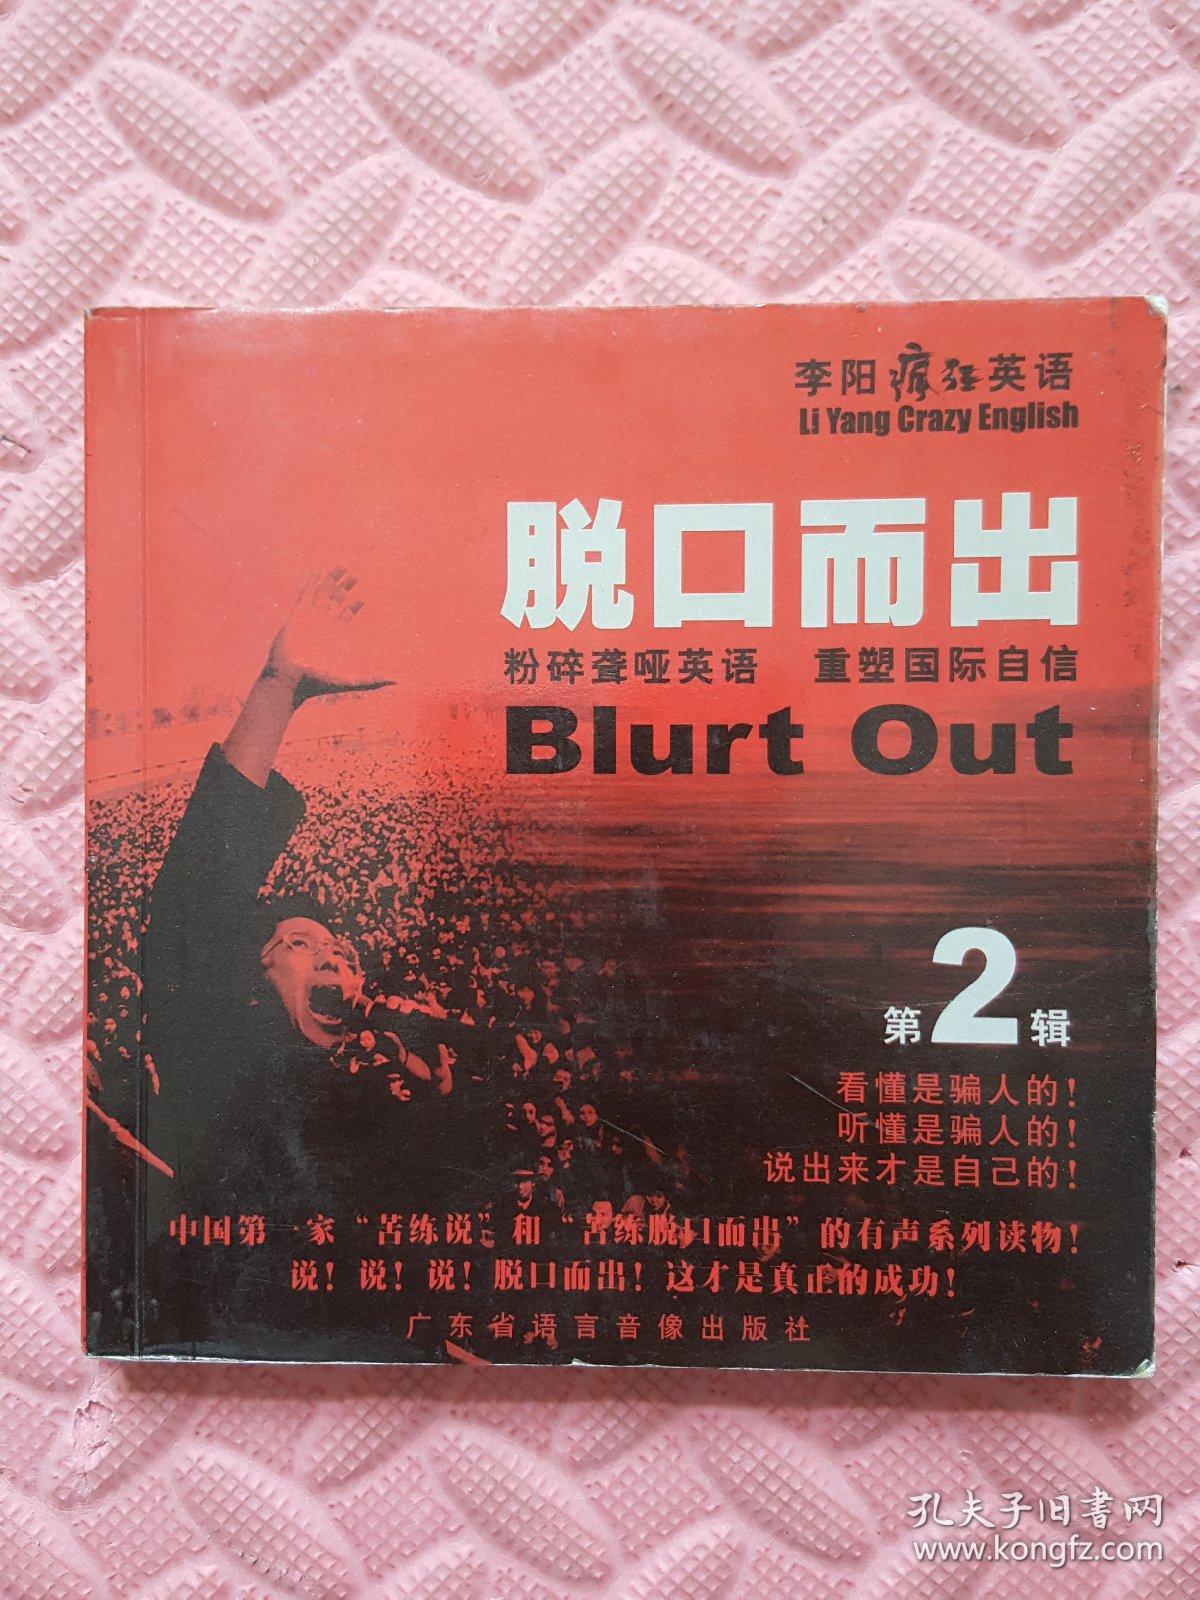 李阳疯狂英语
Li Yang Crazy English
脱口而出
粉碎聋哑英语 重塑国际自信
Blurt Out
第2辑
看懂是骗人的!
听懂是骗人的!
说出来才是自己的!
中国第一家“苦练说”和“苦练脱口而出”的有声系列读物!
说!说!说!脱口而出!这才是真正的成功!
广东省语言音像出版社
孔夫子旧书网
www.kongfz.com